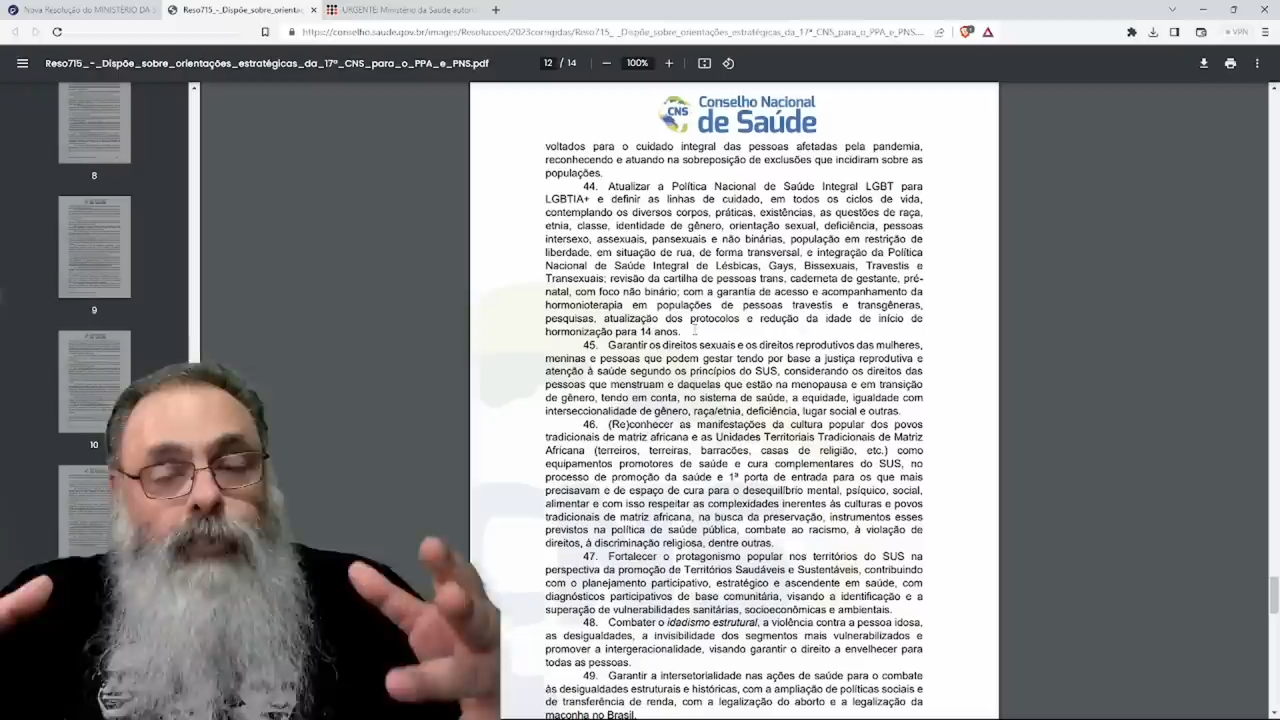 Nova Resolução do MINISTÉRIO DA S
Reso715_-_Dispõe_sobre_orientaç
URGENTE: Ministério da Saúde autori
https://conselho.saude.gov.br/images/Resolucoes/2023corrigidas/Reso715_-_Dispõe_sobre_orientações_estratégicas_da_17ª_CNS_para_o_PPA_e_PNS....
VPN
Reso715_-_Dispõe_sobre_orientações_estratégicas_da_17ª_CNS_para_o_PPA_e_PNS.pdf
12 / 14
100%
8
9
10
CNS
Conselho Nacional
de Saúde
voltados para o cuidado integral das pessoas afetadas pela pandemia,
reconhecendo e atuando na sobreposição de exclusões que incidiram sobre as
populações.
44. Atualizar a Política Nacional de Saúde Integral LGBT para
LGBTIA+ e definir as linhas de cuidado, em todos os ciclos de vida,
contemplando os diversos corpos, práticas, existências, as questões de raça,
etnia, classe, identidade de gênero, orientação sexual, deficiência, pessoas
intersexo, assexuais, pansexuais e não binárias, população em restrição de
liberdade, em situação de rua, de forma transversal, e integração da Política
Nacional de Saúde Integral de Lésbicas, Gays, Bissexuais, Travestis e
Transexuais; revisão da cartilha de pessoas trans, caderneta de gestante, pré-
natal, com foco não binário; com a garantia de acesso e acompanhamento da
hormonioterapia em populações de pessoas travestis e transgêneras,
pesquisas, atualização dos protocolos e redução da idade de início de
hormonização para 14 anos.
45. Garantir os direitos sexuais e os direitos reprodutivos das mulheres,
meninas e pessoas que podem gestar tendo por base a justiça reprodutiva e
atenção à saúde segundo os princípios do SUS, considerando os direitos das
pessoas que menstruam e daquelas que estão na menopausa e em transição
de gênero, tendo em conta, no sistema de saúde, a equidade, igualdade com
interseccionalidade de gênero, raça/etnia, deficiência, lugar social e outras.
46. (Re)conhecer as manifestações da cultura popular dos povos
tradicionais de matriz africana e as Unidades Territoriais Tradicionais de Matriz
Africana (terreiros, terreiras, barracões, casas de religião, etc.) como
equipamentos promotores de saúde e cura complementares do SUS, no
processo de promoção da saúde e 1ª porta de entrada para os que mais
precisavam e de espaço de cura para o desequilíbrio mental, psíquico, social,
alimentar e com isso respeitar as complexidades inerentes às culturas e povos
tradicionais de matriz africana, na busca da preservação, instrumentos esses
previstos na política de saúde pública, combate ao racismo, à violação de
direitos, à discriminação religiosa, dentre outras.
47. Fortalecer o protagonismo popular nos territórios do SUS na
perspectiva da promoção de Territórios Saudáveis e Sustentáveis, contribuindo
com o planejamento participativo, estratégico e ascendente em saúde, com
diagnósticos participativos de base comunitária, visando a identificação e a
superação de vulnerabilidades sanitárias, socioeconômicas e ambientais.
48. Combater o idadismo estrutural, a violência contra a pessoa idosa,
as desigualdades, a invisibilidade dos segmentos mais vulnerabilizados e
promover a intergeracionalidade, visando garantir o direito a envelhecer para
todas as pessoas.
49. Garantir a intersetorialidade nas ações de saúde para o combate
às desigualdades estruturais e históricas, com a ampliação de políticas sociais e
de transferência de renda, com a legalização do aborto e a legalização da
maconha no Brasil.